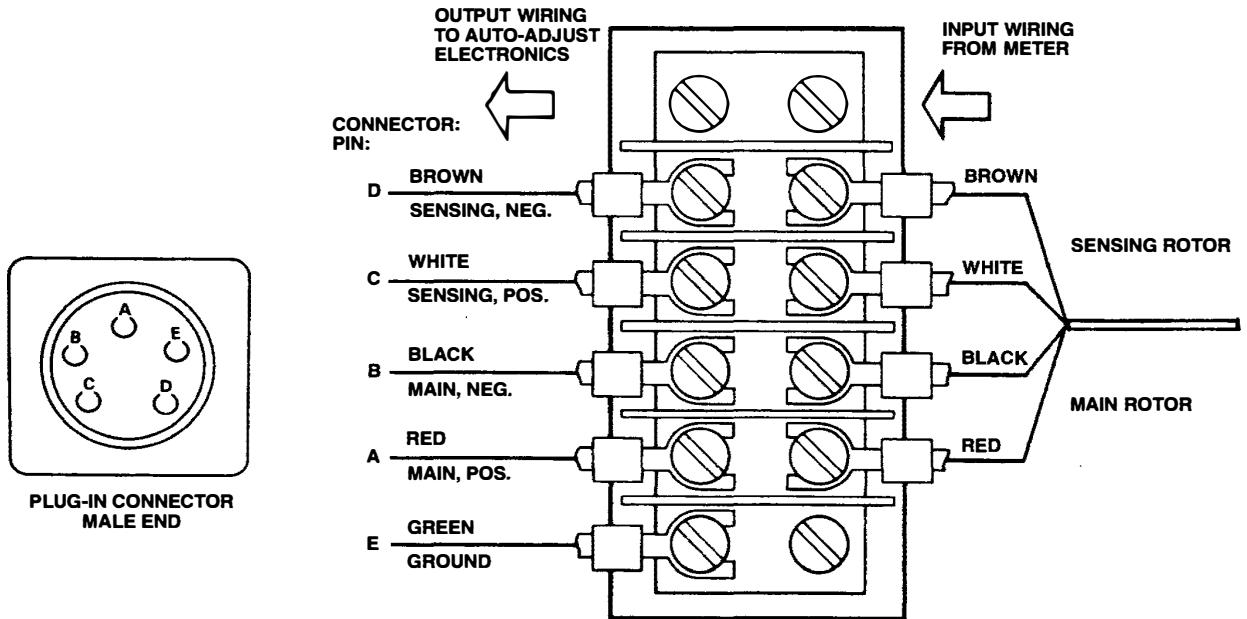 OUTPUT WIRING
TO AUTO-ADJUST
ELECTRONICS
INPUT WIRING
FROM METER
CONNECTOR:
PIN:
D
BROWN
SENSING, NEG.
BROWN
C
WHITE
SENSING, POS.
WHITE
SENSING ROTOR
B
BLACK
MAIN, NEG.
BLACK
MAIN ROTOR
A
RED
MAIN, POS.
RED
E
GREEN
GROUND
A
B
E
C
D
PLUG-IN CONNECTOR
MALE END